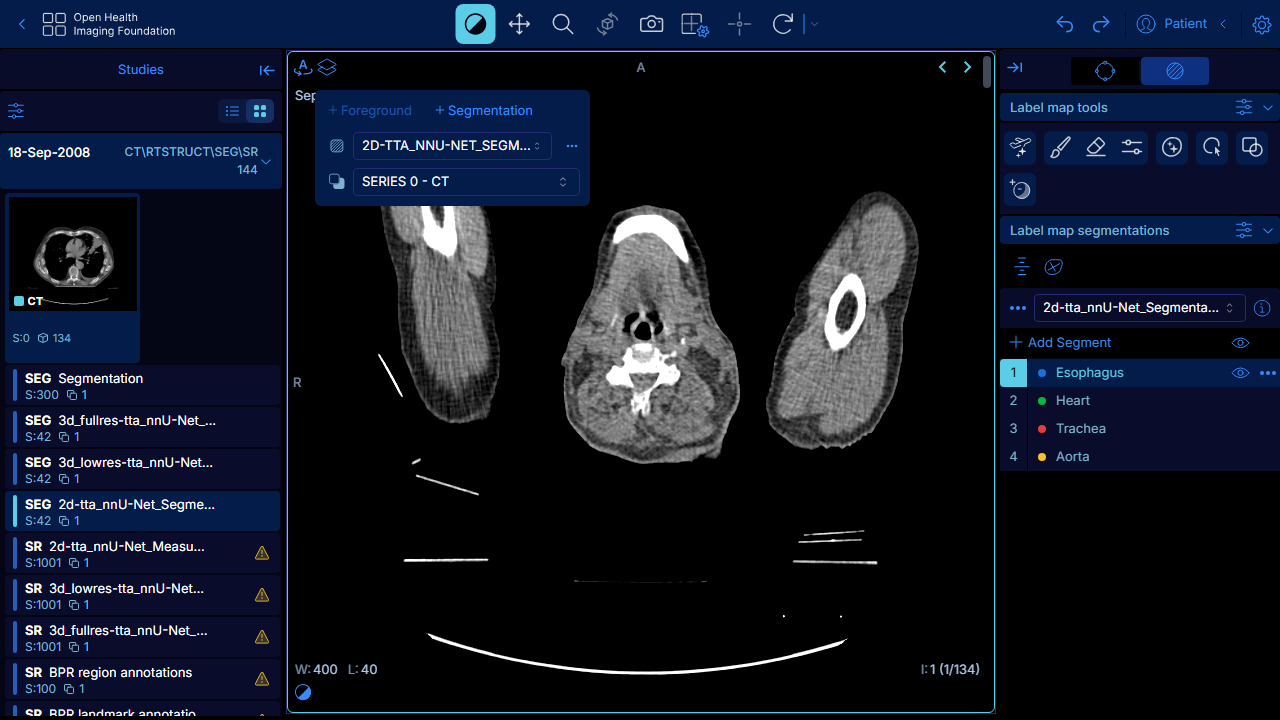 Open Health
Imaging Foundation
Patient
Studies
18-Sep-2008
CT\RTSTRUCT\SEG\SR
144
CT
S:0 134
SEG Segmentation
S:300 1
SEG 3d_fullres-tta_nnU-Net_...
S:42 1
SEG 3d_lowres-tta_nnU-Net...
S:42 1
SEG 2d-tta_nnU-Net_Segme...
S:42 1
SR 2d-tta_nnU-Net_Measu...
S:1001 1
SR 3d_lowres-tta_nnU-Net...
S:1001 1
SR 3d_fullres-tta_nnU-Net_...
S:1001 1
SR BPR region annotations
S:100 1
SR BPR landmark annotatio
A
A
Sep
+ Foreground + Segmentation
2D-TTA_NNU-NET_SEGM...
SERIES 0 - CT
R
W:400 L:40
I:1 (1/134)
Label map tools
Label map segmentations
2d-tta_nnU-Net_Segmenta...
+ Add Segment
1 Esophagus
2 Heart
3 Trachea
4 Aorta